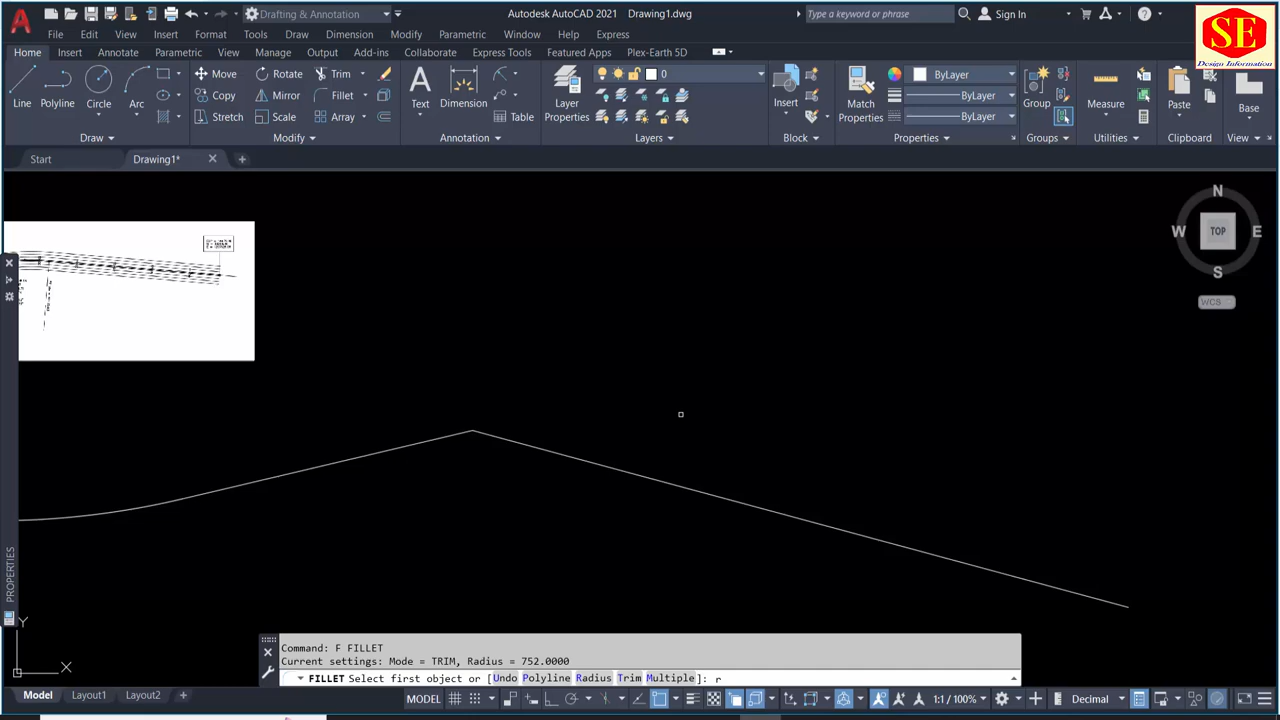 Autodesk AutoCAD 2021 Drawing1.dwg
Drafting & Annotation
Type a keyword or phrase
Sign In
SE
Design Information
File Edit View Insert Format Tools Draw Dimension Modify Parametric Window Help Express
Home Insert Annotate Parametric View Manage Output Add-ins Collaborate Express Tools Featured Apps Plex-Earth 5D
Line Polyline Circle Arc
Move Rotate Trim
Copy Mirror Fillet
Stretch Scale Array
Text Dimension Table
Layer Properties
0
Insert
Match Properties
ByLayer
ByLayer
ByLayer
Group
Measure
Paste
Base
Draw Modify Annotation Layers Block Properties Groups Utilities Clipboard View
Start Drawing1*
N
W TOP E
S
WCS
PROPERTIES
Y
X
Command: F FILLET
Current settings: Mode = TRIM, Radius = 752.0000
FILLET Select first object or [Undo Polyline Radius Trim Multiple]: r
Model Layout1 Layout2
MODEL
1:1 / 100%
Decimal